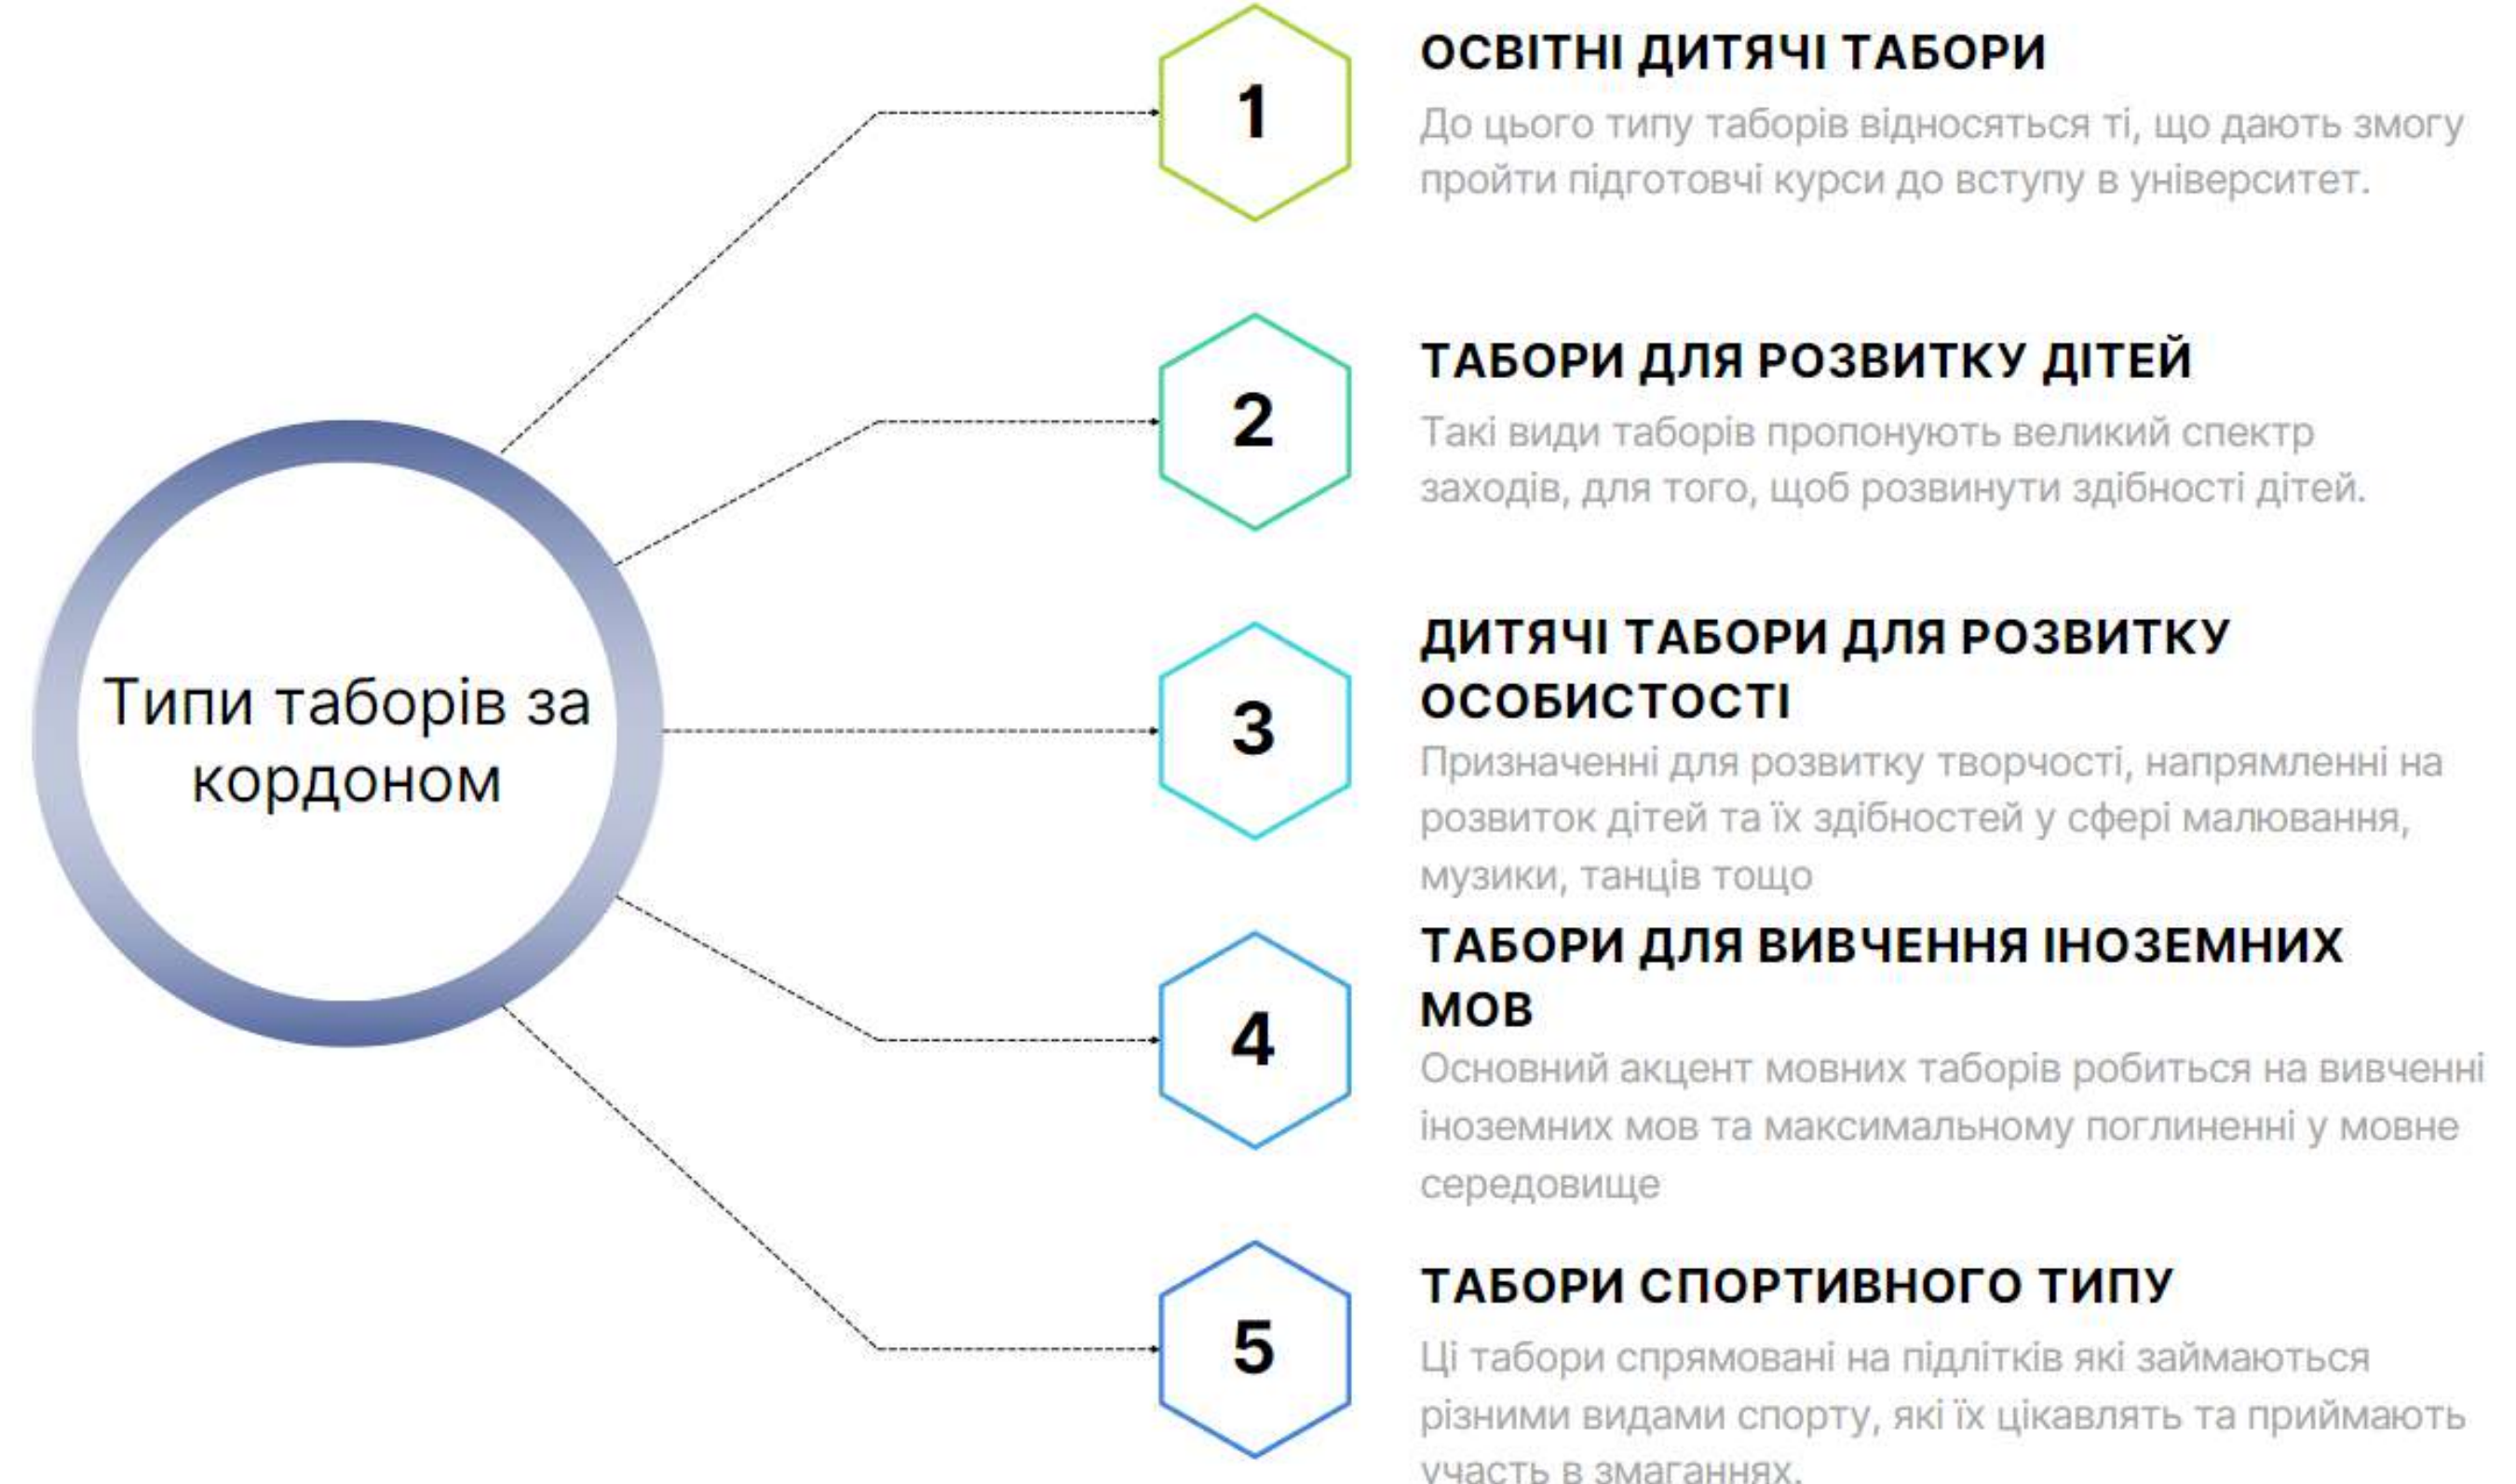 Типи таборів за
кордоном
1
ОСВІТНІ ДИТЯЧІ ТАБОРИ
До цього типу таборів відносяться ті, що дають змогу
пройти підготовчі курси до вступу в університет.
2
ТАБОРИ ДЛЯ РОЗВИТКУ ДІТЕЙ
Такі види таборів пропонують великий спектр
заходів, для того, щоб розвинути здібності дітей.
3
ДИТЯЧІ ТАБОРИ ДЛЯ РОЗВИТКУ
ОСОБИСТОСТІ
Призначенні для розвитку творчості, напрямленні на
розвиток дітей та їх здібностей у сфері малювання,
музики, танців тощо
4
ТАБОРИ ДЛЯ ВИВЧЕННЯ ІНОЗЕМНИХ
МОВ
Основний акцент мовних таборів робиться на вивченні
іноземних мов та максимальному поглиненні у мовне
середовище
5
ТАБОРИ СПОРТИВНОГО ТИПУ
Ці табори спрямовані на підлітків які займаються
різними видами спорту, які їх цікавлять та приймають
участь в змаганнях.